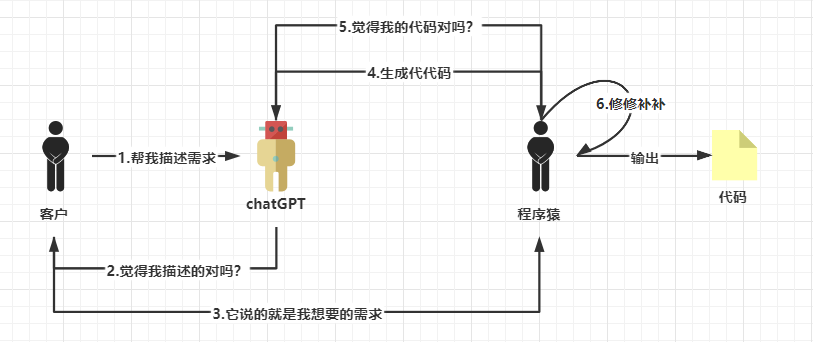 5.觉得我的代码对吗?
4.生成代代码
6.修修补补
1.帮我描述需求
输出
客户
chatGPT
程序猿
代码
2.觉得我描述的对吗?
3.它说的就是我想要的需求